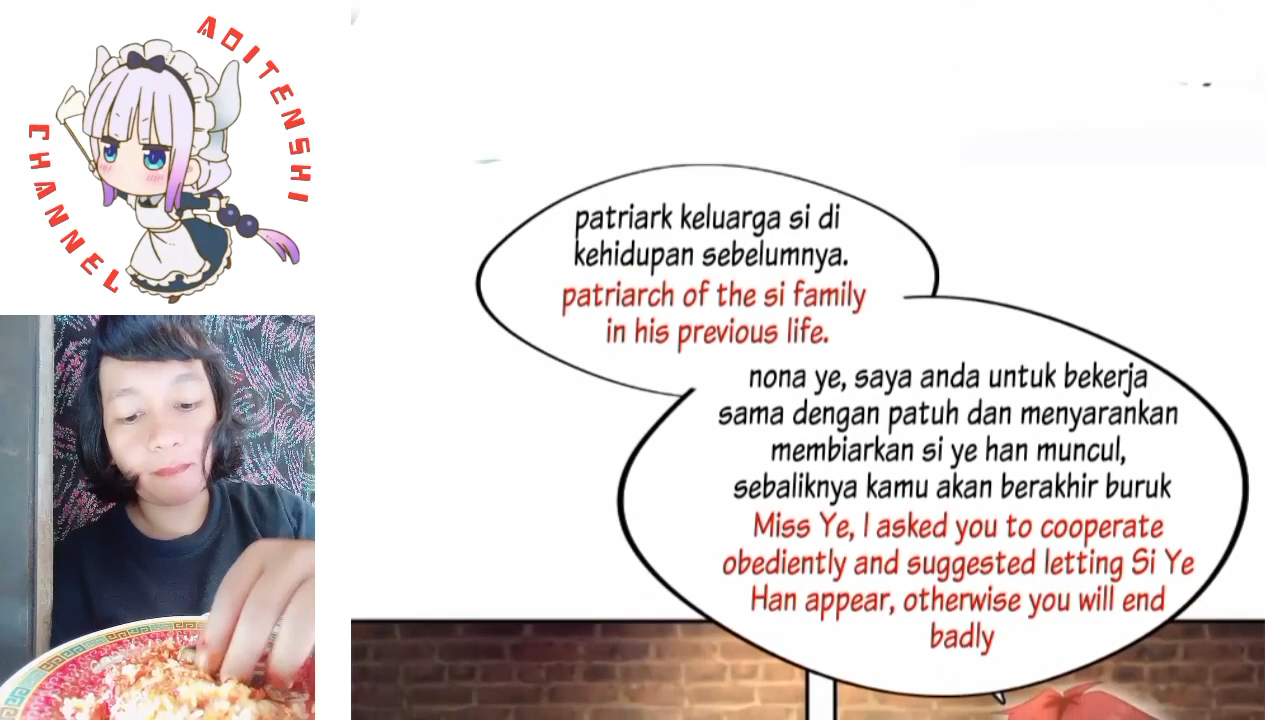 AOITENSHI
CHANNEL
patriark keluarga si di
kehidupan sebelumnya.
patriarch of the si family
in his previous life.
nona ye, saya anda untuk bekerja
sama dengan patuh dan menyarankan
membiarkan si ye han muncul,
sebaliknya kamu akan berakhir buruk
Miss Ye, I asked you to cooperate
obediently and suggested letting Si Ye
Han appear, otherwise you will end
badly